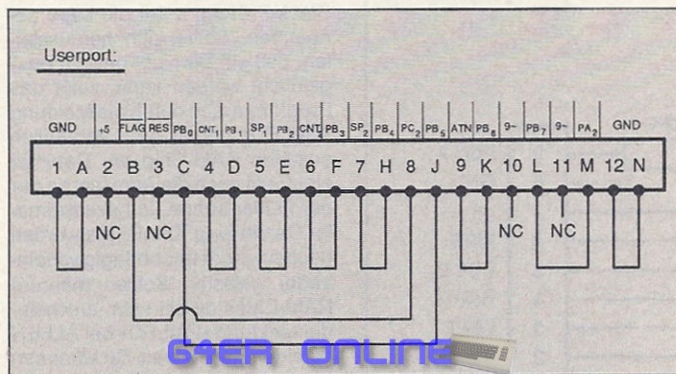 Userport:
GND +5 FLAG RES PB0 CNT1 PB1 SP1 PB2 CNT2 PB3 SP2 PB4 PC2 PB5 ATN PB6 9~ PB7 9~ PA2 GND
1 A 2 B 3 C 4 D 5 E 6 F 7 H 8 J 9 K 10 L 11 M 12 N
NC NC NC NC
64ER ONLINE